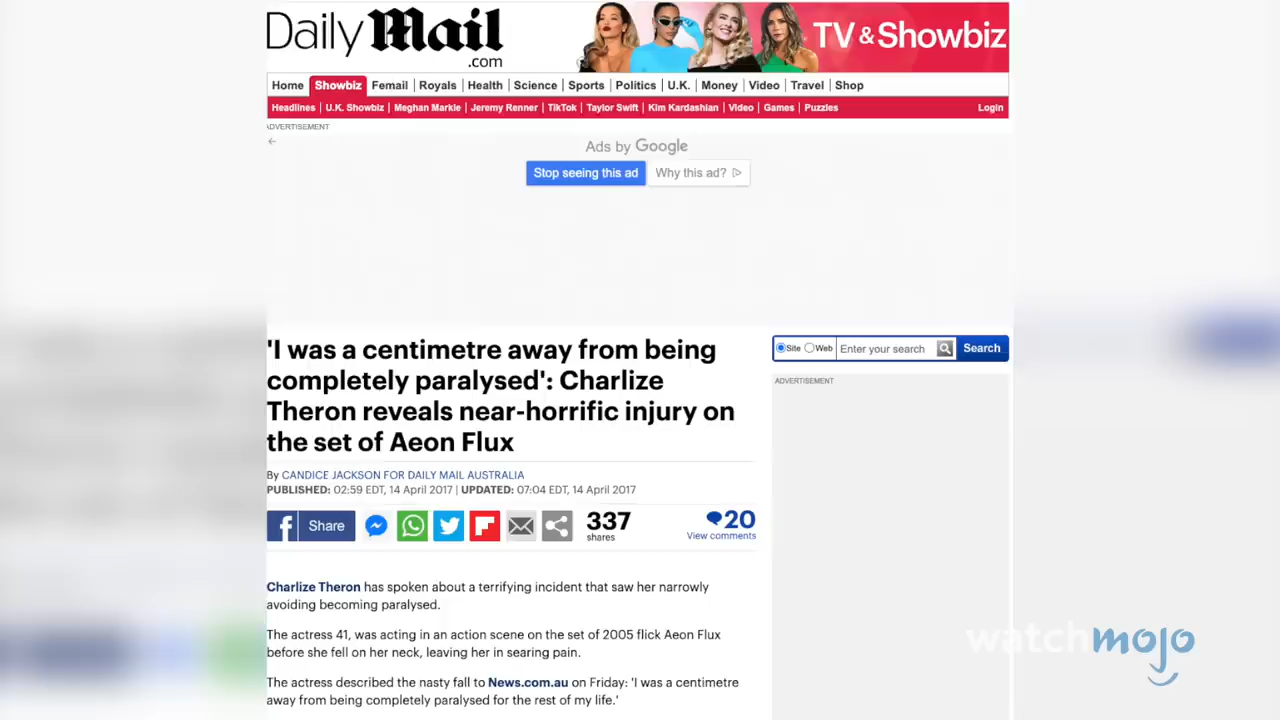 Daily Mail
.com
TV & Showbiz
Home Showbiz Femail Royals Health Science Sports Politics U.K. Money Video Travel Shop
Headlines U.K. Showbiz Meghan Markle Jeremy Renner TikTok Taylor Swift Kim Kardashian Video Games Puzzles Login
ADVERTISEMENT
Ads by Google
Stop seeing this ad Why this ad?
'I was a centimetre away from being
completely paralysed': Charlize
Theron reveals near-horrific injury on
the set of Aeon Flux
Site Web Enter your search Search
ADVERTISEMENT
By CANDICE JACKSON FOR DAILY MAIL AUSTRALIA
PUBLISHED: 02:59 EDT, 14 April 2017 | UPDATED: 07:04 EDT, 14 April 2017
Share 337 shares 20 View comments
Charlize Theron has spoken about a terrifying incident that saw her narrowly
avoiding becoming paralysed.
The actress 41, was acting in an action scene on the set of 2005 flick Aeon Flux
before she fell on her neck, leaving her in searing pain.
The actress described the nasty fall to News.com.au on Friday: 'I was a centimetre
away from being completely paralysed for the rest of my life.'
watchmojo